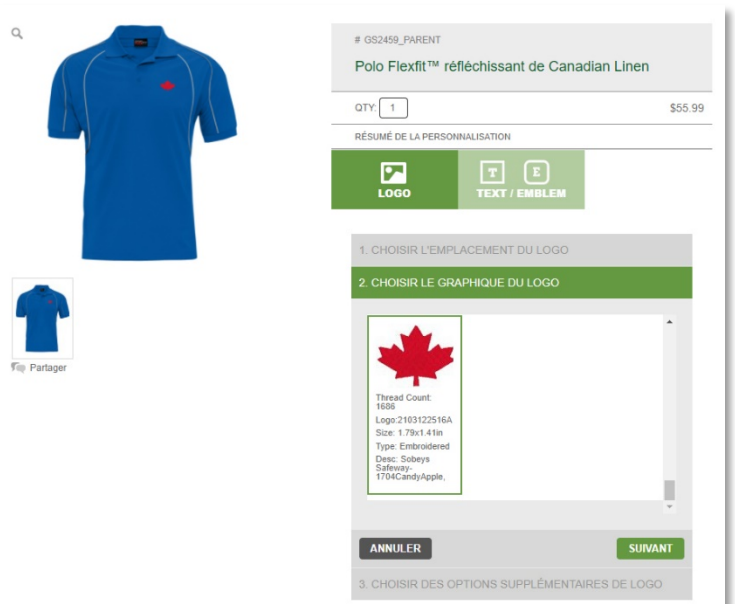 # GS2459_PARENT
Polo Flexfit™ réfléchissant de Canadian Linen
QTY: 1
$55.99
RÉSUMÉ DE LA PERSONNALISATION
LOGO
T
E
TEXT / EMBLEM
1. CHOISIR L'EMPLACEMENT DU LOGO
2. CHOISIR LE GRAPHIQUE DU LOGO
Thread Count:
1686
Logo:2103122516A
Size: 1.79x1.41in
Type: Embroidered
Desc: Sobeys
Safeway-
1704CandyApple,
Partager
ANNULER
SUIVANT
3. CHOISIR DES OPTIONS SUPPLÉMENTAIRES DE LOGO